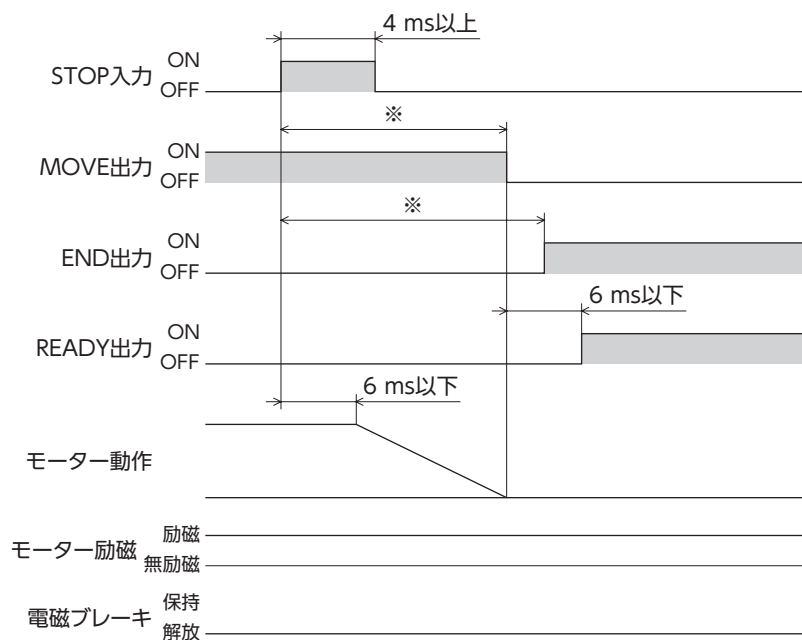 4 ms以上
STOP入力 ON
OFF
※
MOVE出力 ON
OFF
※
END出力 ON
OFF
6 ms以下
READY出力 ON
OFF
6 ms以下
モーター動作
モーター励磁 励磁
無励磁
電磁ブレーキ 保持
解放